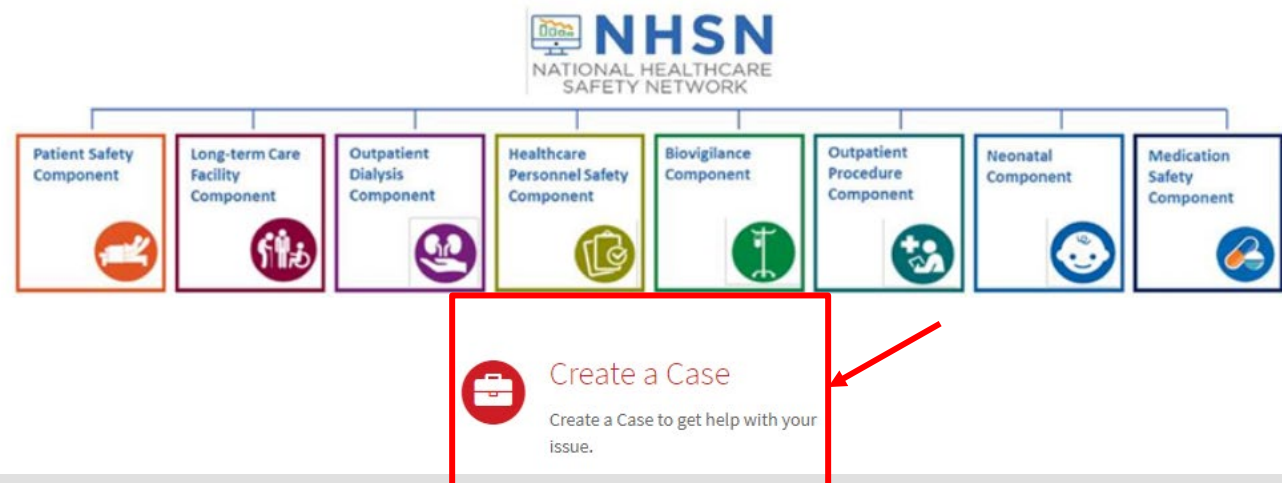 NHSN
NATIONAL HEALTHCARE
SAFETY NETWORK
Patient Safety
Component
Long-term Care
Facility
Component
Outpatient
Dialysis
Component
Healthcare
Personnel Safety
Component
Biovigilance
Component
Outpatient
Procedure
Component
Neonatal
Component
Medication
Safety
Component
Create a Case
Create a Case to get help with your
issue.